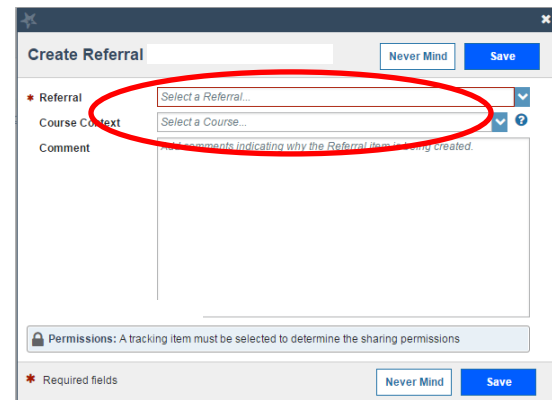 Create Referral
Never Mind Save
* Referral Select a Referral...
Course Context Select a Course... ?
Comment Add comments indicating why the Referral item is being created.
Permissions: A tracking item must be selected to determine the sharing permissions
* Required fields Never Mind Save